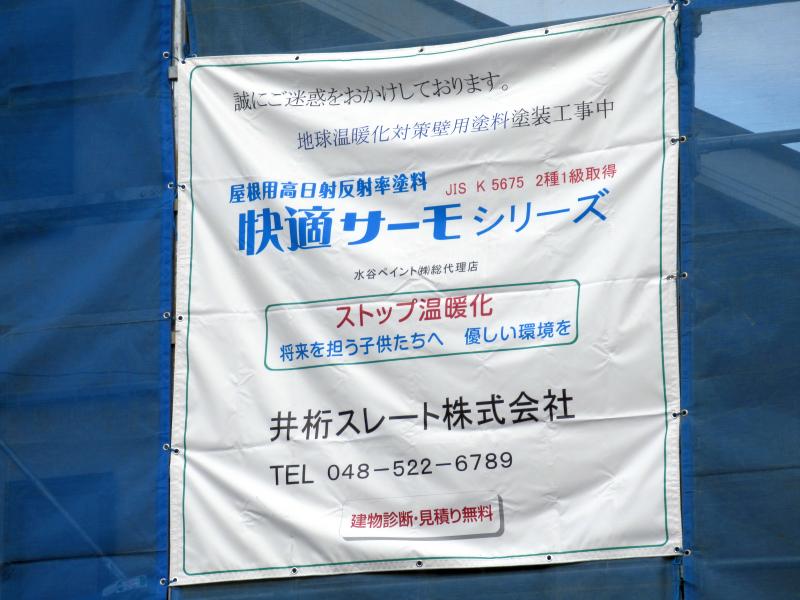 誠にご迷惑をおかけしております。
地球温暖化対策壁用塗料塗装工事中
屋根用高日射反射率塗料 JIS K 5675 2種1級取得
快適サーモシリーズ
水谷ペイント㈱総代理店
ストップ温暖化
将来を担う子供たちへ 優しい環境を
井桁スレート株式会社
TEL 048-522-6789
建物診断・見積り無料